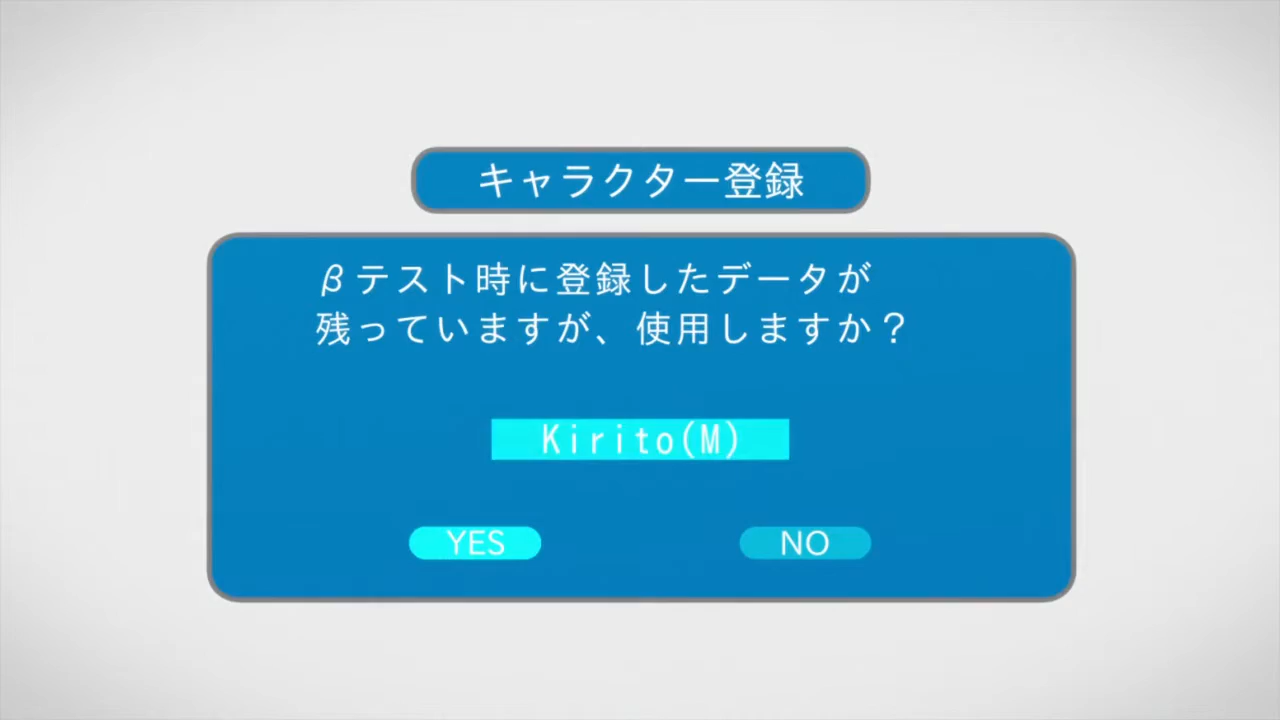 キャラクター登録
βテスト時に登録したデータが
残っていますが、使用しますか？
Kirito(M)
YES
NO